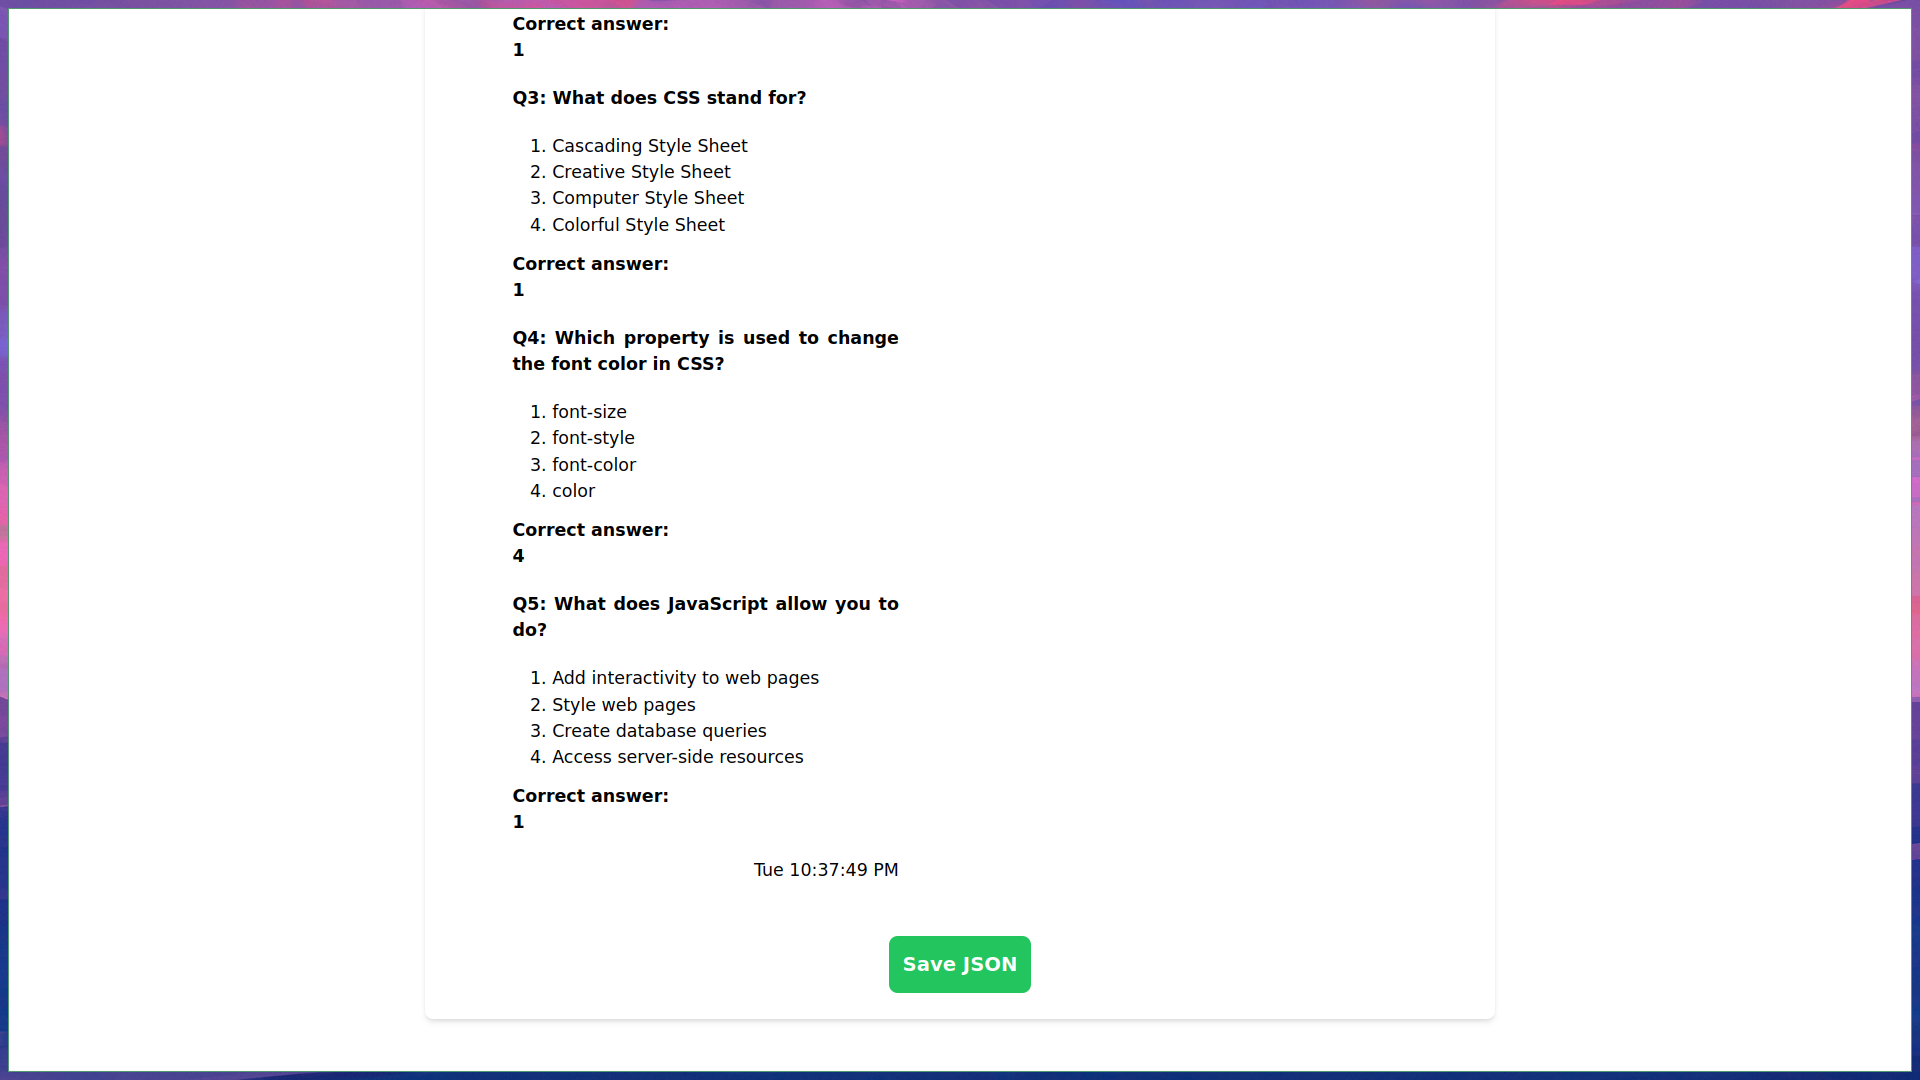 Correct answer:
1
Q3: What does CSS stand for?
1. Cascading Style Sheet
2. Creative Style Sheet
3. Computer Style Sheet
4. Colorful Style Sheet
Correct answer:
1
Q4: Which property is used to change
the font color in CSS?
1. font-size
2. font-style
3. font-color
4. color
Correct answer:
4
Q5: What does JavaScript allow you to
do?
1. Add interactivity to web pages
2. Style web pages
3. Create database queries
4. Access server-side resources
Correct answer:
1
Tue 10:37:49 PM
Save JSON